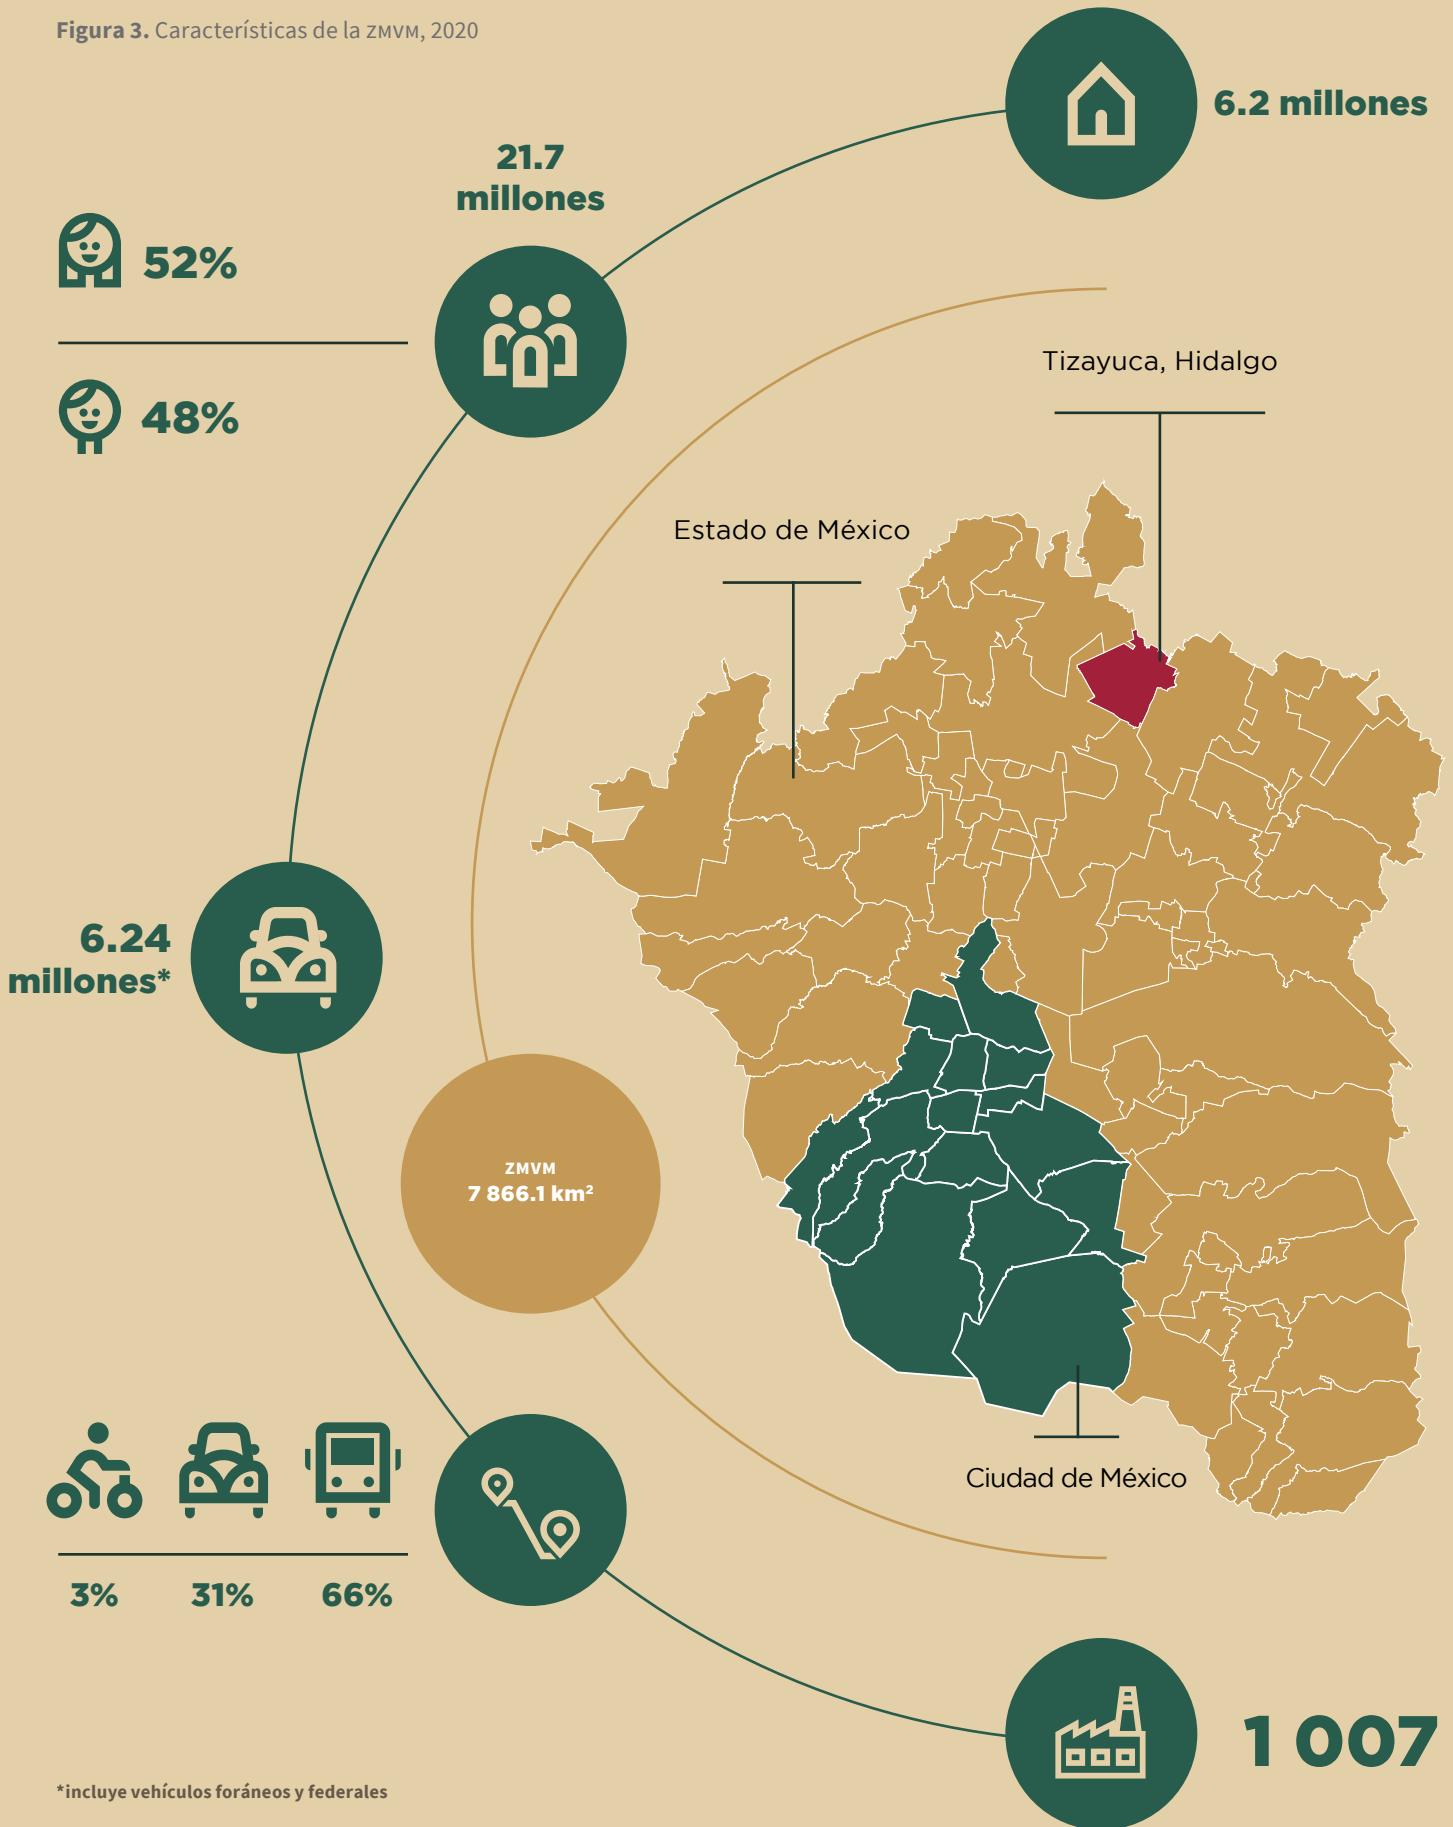 Figura 3. Características de la ZMVM, 2020
6.2 millones
21.7
millones
52%
48%
Tizayuca, Hidalgo
Estado de México
6.24
millones*
ZMVM
7 866.1 km²
Ciudad de México
3% 31% 66%
1 007
*incluye vehículos foráneos y federales